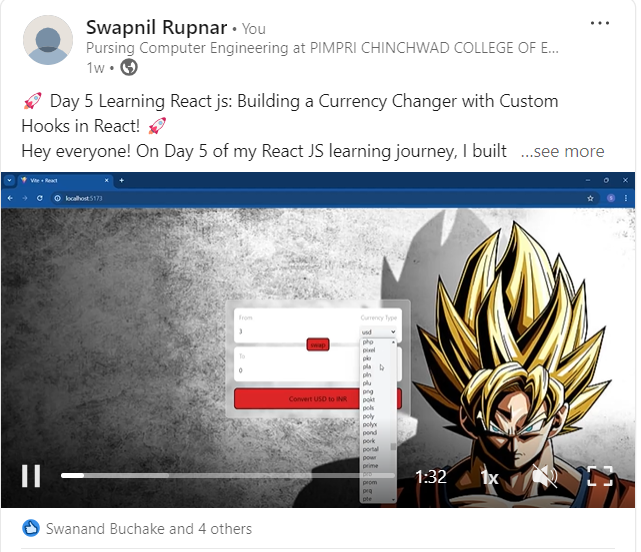 Swapnil Rupnar • You
Pursing Computer Engineering at PIMPRI CHINCHWAD COLLEGE OF E...
1w •
🚀 Day 5 Learning React js: Building a Currency Changer with Custom
Hooks in React! 🚀
Hey everyone! On Day 5 of my React JS learning journey, I built ...see more
Vite + React
localhost:5173
From
Currency Type
3
usd
swap
To
0
Convert USD to INR
php
pixel
pkr
pla
pln
plu
png
pokt
pols
poly
polyx
pond
pork
portal
powr
prime
pro
prom
prq
pte
1:32
1x
Swanand Buchake and 4 others